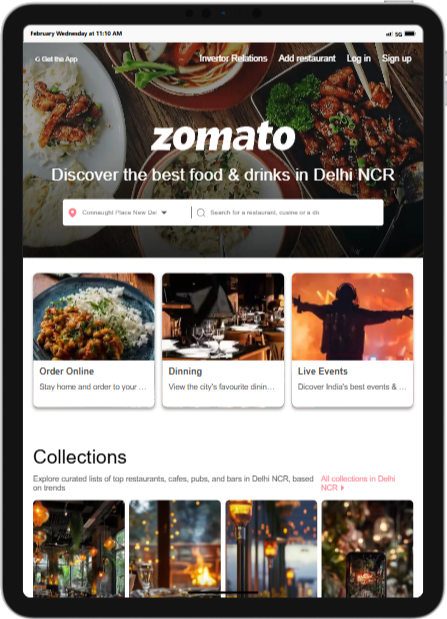 February Wednesday at 11:10 AM
5G
Get the App
Invertor Relations Add restaurant Log in Sign up
zomato
Discover the best food & drinks in Delhi NCR
Connaught Place New Del
Search for a restaurant, cusine or a do
Order Online
Stay home and order to your ...
Dinning
View the city's favourite dinin...
Live Events
Dicover India's best events & ...
Collections
Explore curated lists of top restaurants, cafes, pubs, and bars in Delhi NCR, based
on trends
All collections in Delhi
NCR